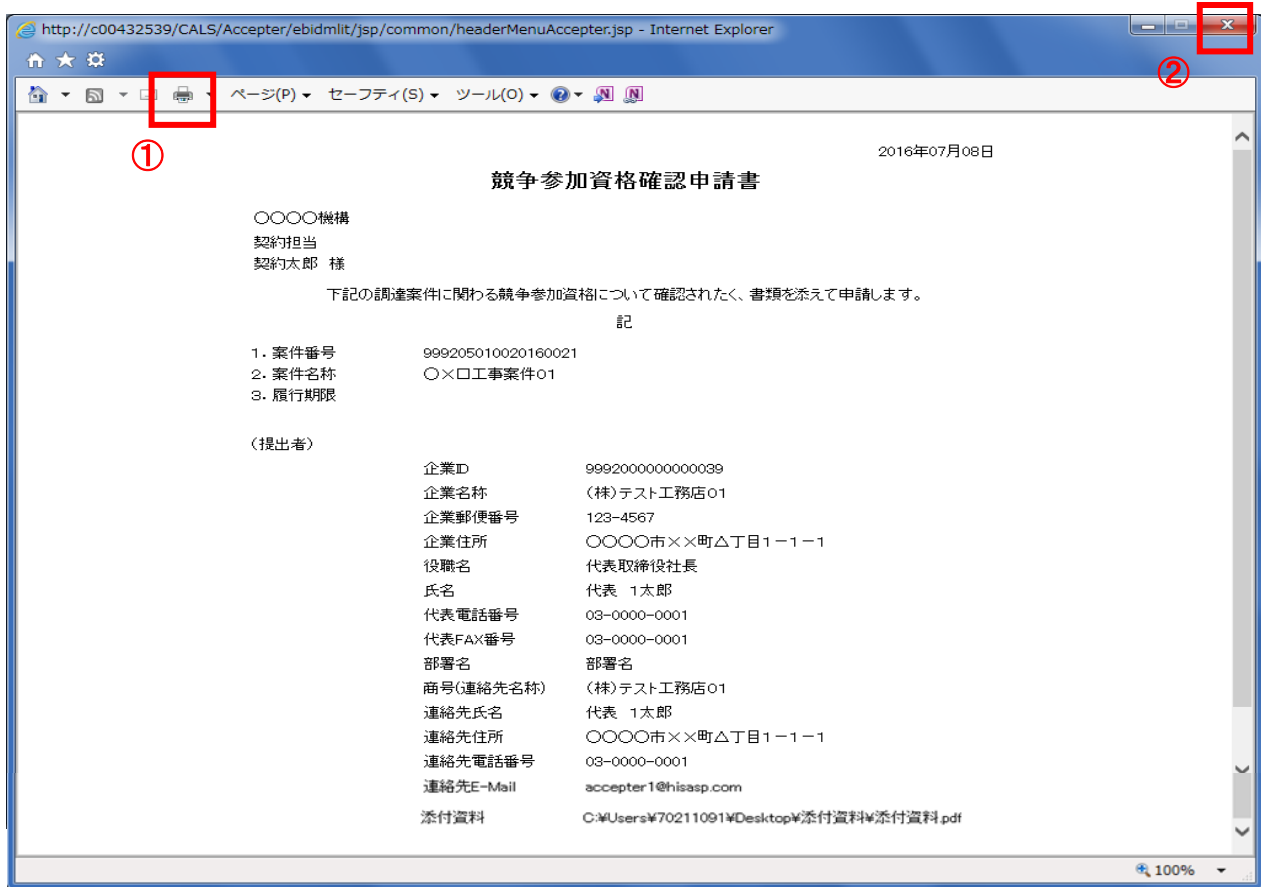 http://c00432539/CALS/Accepter/ebidmlit/jsp/common/headerMenuAccepter.jsp - Internet Explorer
②
ページ(P) セーフティ(S) ツール(O)
①
2016年07月08日
競争参加資格確認申請書
〇〇〇〇機構
契約担当
契約太郎 様
下記の調達案件に関わる競争参加資格について確認されたく、書類を添えて申請します。
記
1. 案件番号 999205010020160021
2. 案件名称 〇×口工事案件01
3. 履行期限
(提出者)
企業ID 9992000000000039
企業名称 (株)テスト工務店01
企業郵便番号 123-4567
企業住所 〇〇〇〇市××町△丁目1-1-1
役職名 代表取締役社長
氏名 代表 1太郎
代表電話番号 03-0000-0001
代表FAX番号 03-0000-0001
部署名 部署名
商号(連絡先名称) (株)テスト工務店01
連絡先氏名 代表 1太郎
連絡先住所 〇〇〇〇市××町△丁目1-1-1
連絡先電話番号 03-0000-0001
連絡先E-Mail accepter1@hisasp.com
添付資料 C:¥Users¥70211091¥Desktop¥添付資料¥添付資料.pdf
100%